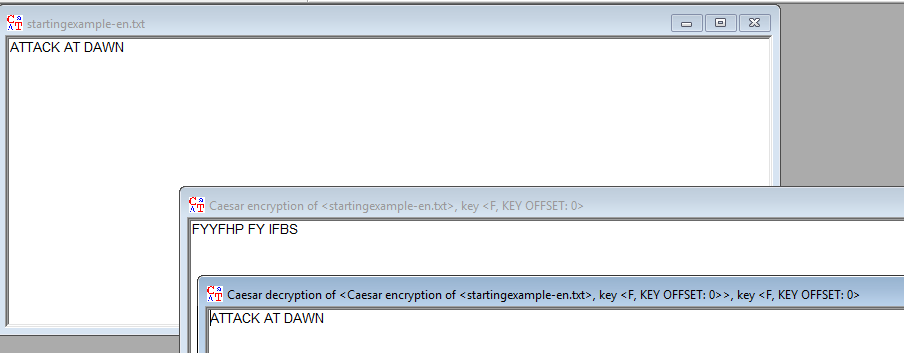 startingexample-en.txt
ATTACK AT DAWN
Caesar encryption of <startingexample-en.txt>, key <F, KEY OFFSET: 0>
FYYFHP FY IFBS
Caesar decryption of <Caesar encryption of <startingexample-en.txt>, key <F, KEY OFFSET: 0>>, key <F, KEY OFFSET: 0>
ATTACK AT DAWN